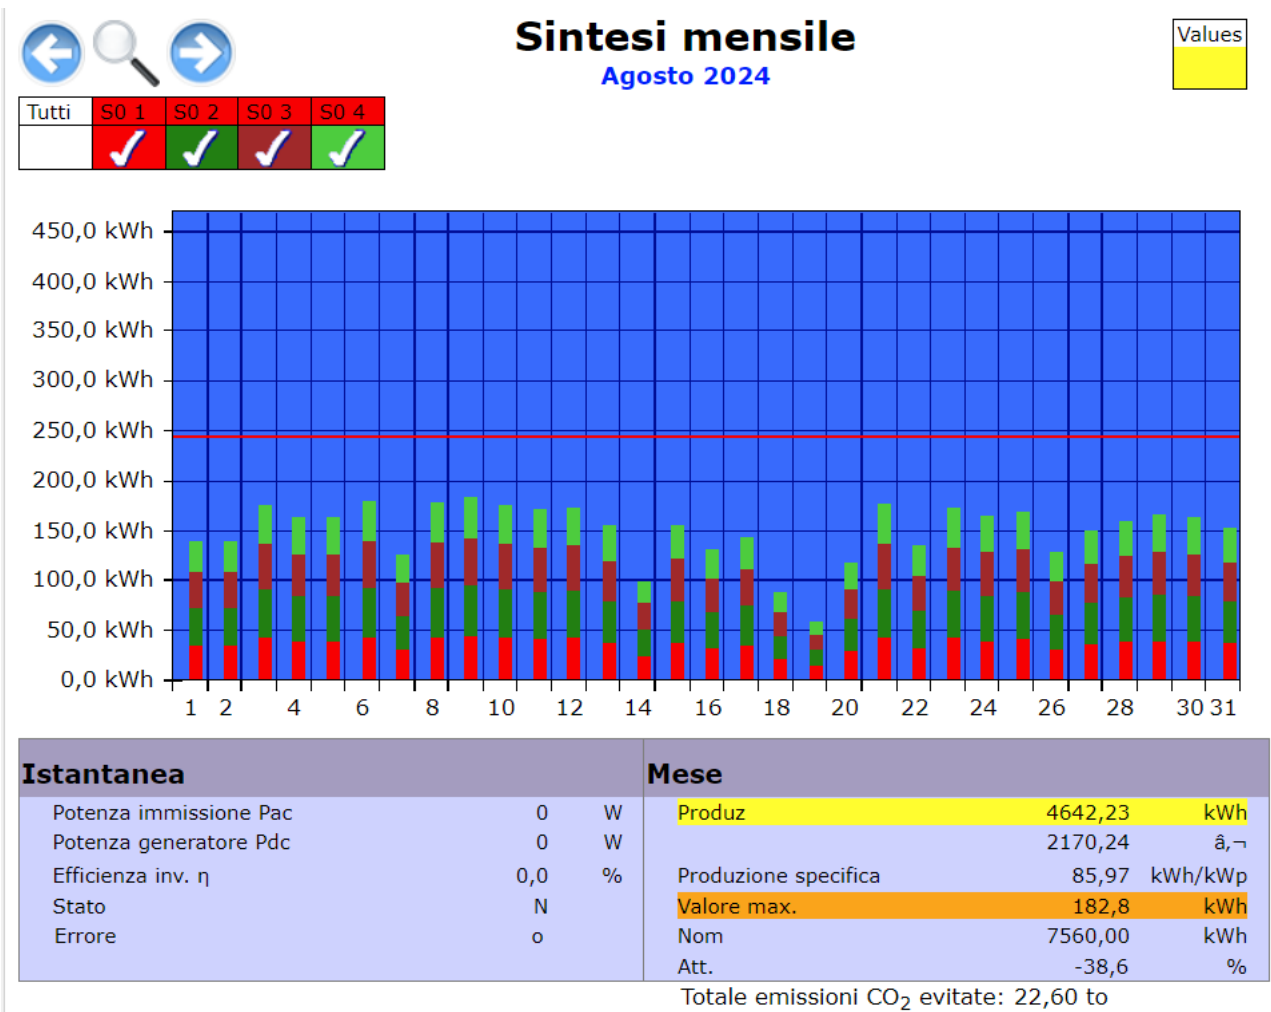 Sintesi mensile
Values
Agosto 2024
Tutti S0 1 S0 2 S0 3 S0 4
450,0 kWh
400,0 kWh
350,0 kWh
300,0 kWh
250,0 kWh
200,0 kWh
150,0 kWh
100,0 kWh
50,0 kWh
0,0 kWh
1 2 4 6 8 10 12 14 16 18 20 22 24 26 28 30 31
Istantanea
Potenza immissione Pac 0 W
Potenza generatore Pdc 0 W
Efficienza inv. η 0,0 %
Stato N
Errore o
Mese
Produz 4642,23 kWh
2170,24 â‚¬
Produzione specifica 85,97 kWh/kWp
Valore max. 182,8 kWh
Nom 7560,00 kWh
Att. -38,6 %
Totale emissioni CO₂ evitate: 22,60 to